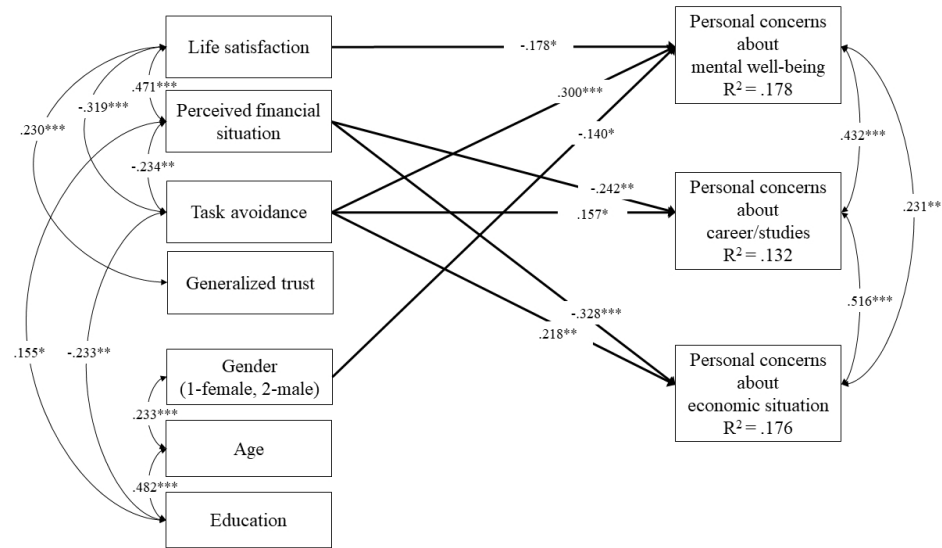 Life satisfaction
Perceived financial
situation
Task avoidance
Generalized trust
Gender
(1-female, 2-male)
Age
Education
.471***
-.319***
.230***
-.234**
.155*
-.233**
.233***
.482***
-.178*
.300***
-.140*
-.242**
.157*
-.328***
.218**
Personal concerns
about
mental well-being
R² = .178
Personal concerns
about
career/studies
R² = .132
Personal concerns
about
economic situation
R² = .176
.432***
.231**
.516***